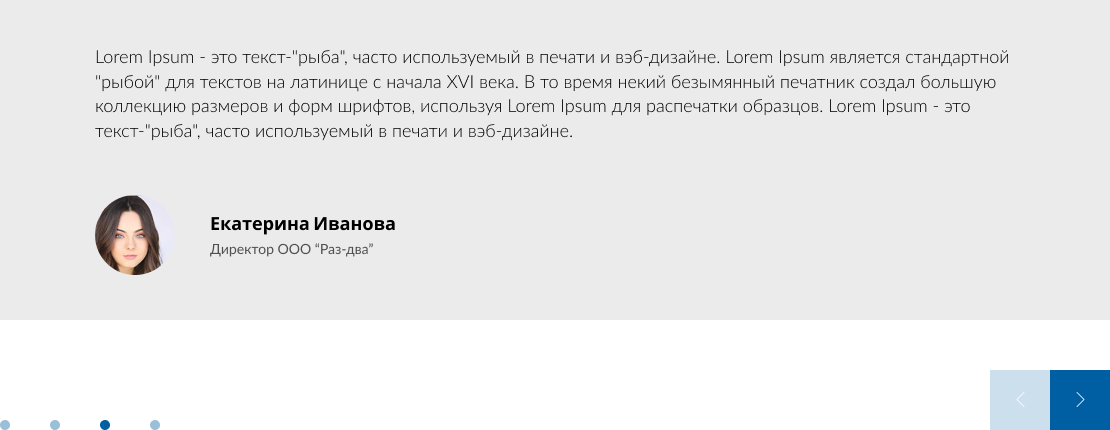 Lorem Ipsum - это текст-"рыба", часто используемый в печати и вэб-дизайне. Lorem Ipsum является стандартной
"рыбой" для текстов на латинице с начала XVI века. В то время некий безымянный печатник создал большую
коллекцию размеров и форм шрифтов, используя Lorem Ipsum для распечатки образцов. Lorem Ipsum - это
текст-"рыба", часто используемый в печати и вэб-дизайне.
Екатерина Иванова
Директор ООО “Раз-два”